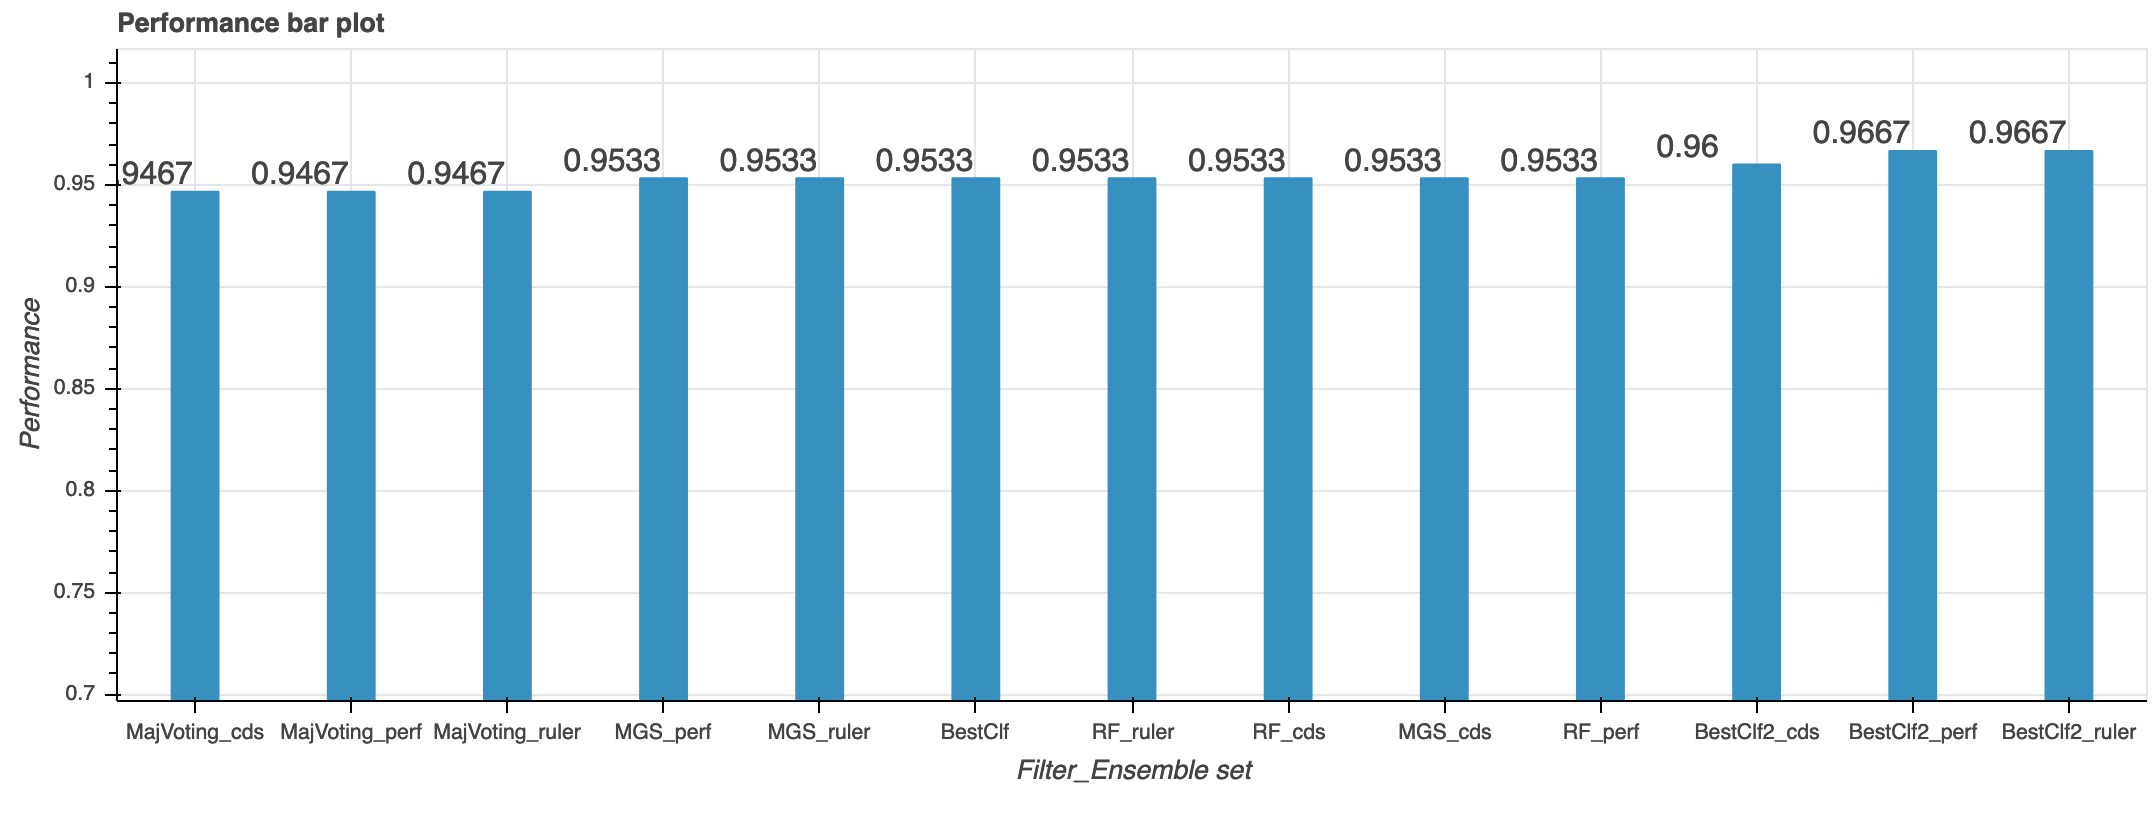 Performance bar plot
1
0.95
0.9
0.85
0.8
0.75
0.7
Performance
.9467 0.9467 0.9467 0.9533 0.9533 0.9533 0.9533 0.9533 0.9533 0.9533 0.96 0.9667 0.9667
MajVoting_cds MajVoting_perf MajVoting_ruler MGS_perf MGS_ruler BestClf RF_ruler RF_cds MGS_cds RF_perf BestClf2_cds BestClf2_perf BestClf2_ruler
Filter_Ensemble set